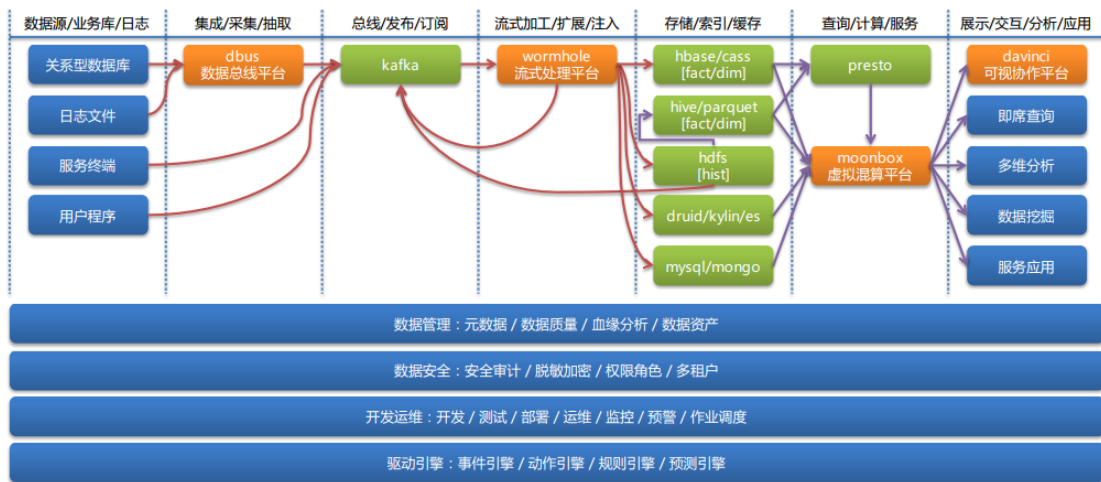 数据源/业务库/日志
集成/采集/抽取
总线/发布/订阅
流式加工/扩展/注入
存储/索引/缓存
查询/计算/服务
展示/交互/分析/应用
关系型数据库
日志文件
服务终端
用户程序
dbus
数据总线平台
kafka
wormhole
流式处理平台
hbase/cass
[fact/dim]
hive/parquet
[fact/dim]
hdfs
[hist]
druid/kylin/es
mysql/mongo
presto
moonbox
虚拟混算平台
davinci
可视协作平台
即席查询
多维分析
数据挖掘
服务应用
数据管理：元数据 / 数据质量 / 血缘分析 / 数据资产
数据安全：安全审计 / 脱敏加密 / 权限角色 / 多租户
开发运维：开发 / 测试 / 部署 / 运维 / 监控 / 预警 / 作业调度
驱动引擎：事件引擎 / 动作引擎 / 规则引擎 / 预测引擎